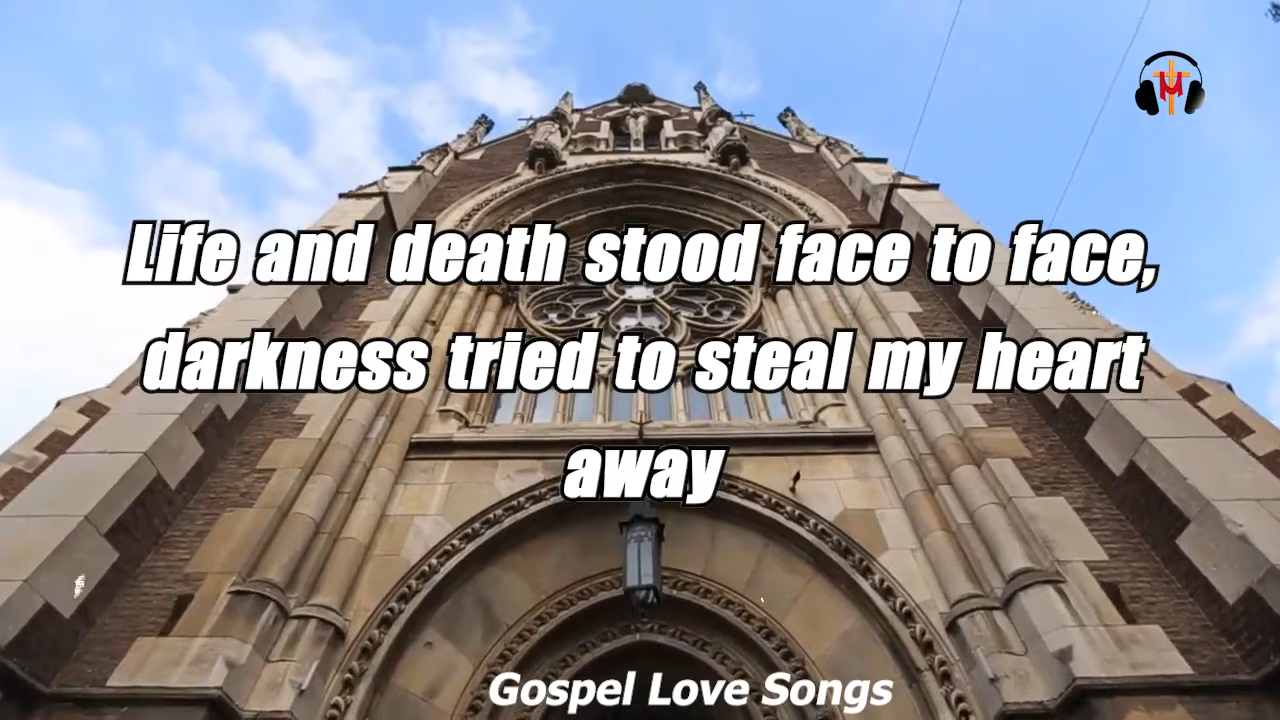 Life and death stood face to face,
darkness tried to steal my heart
away
Gospel Love Songs